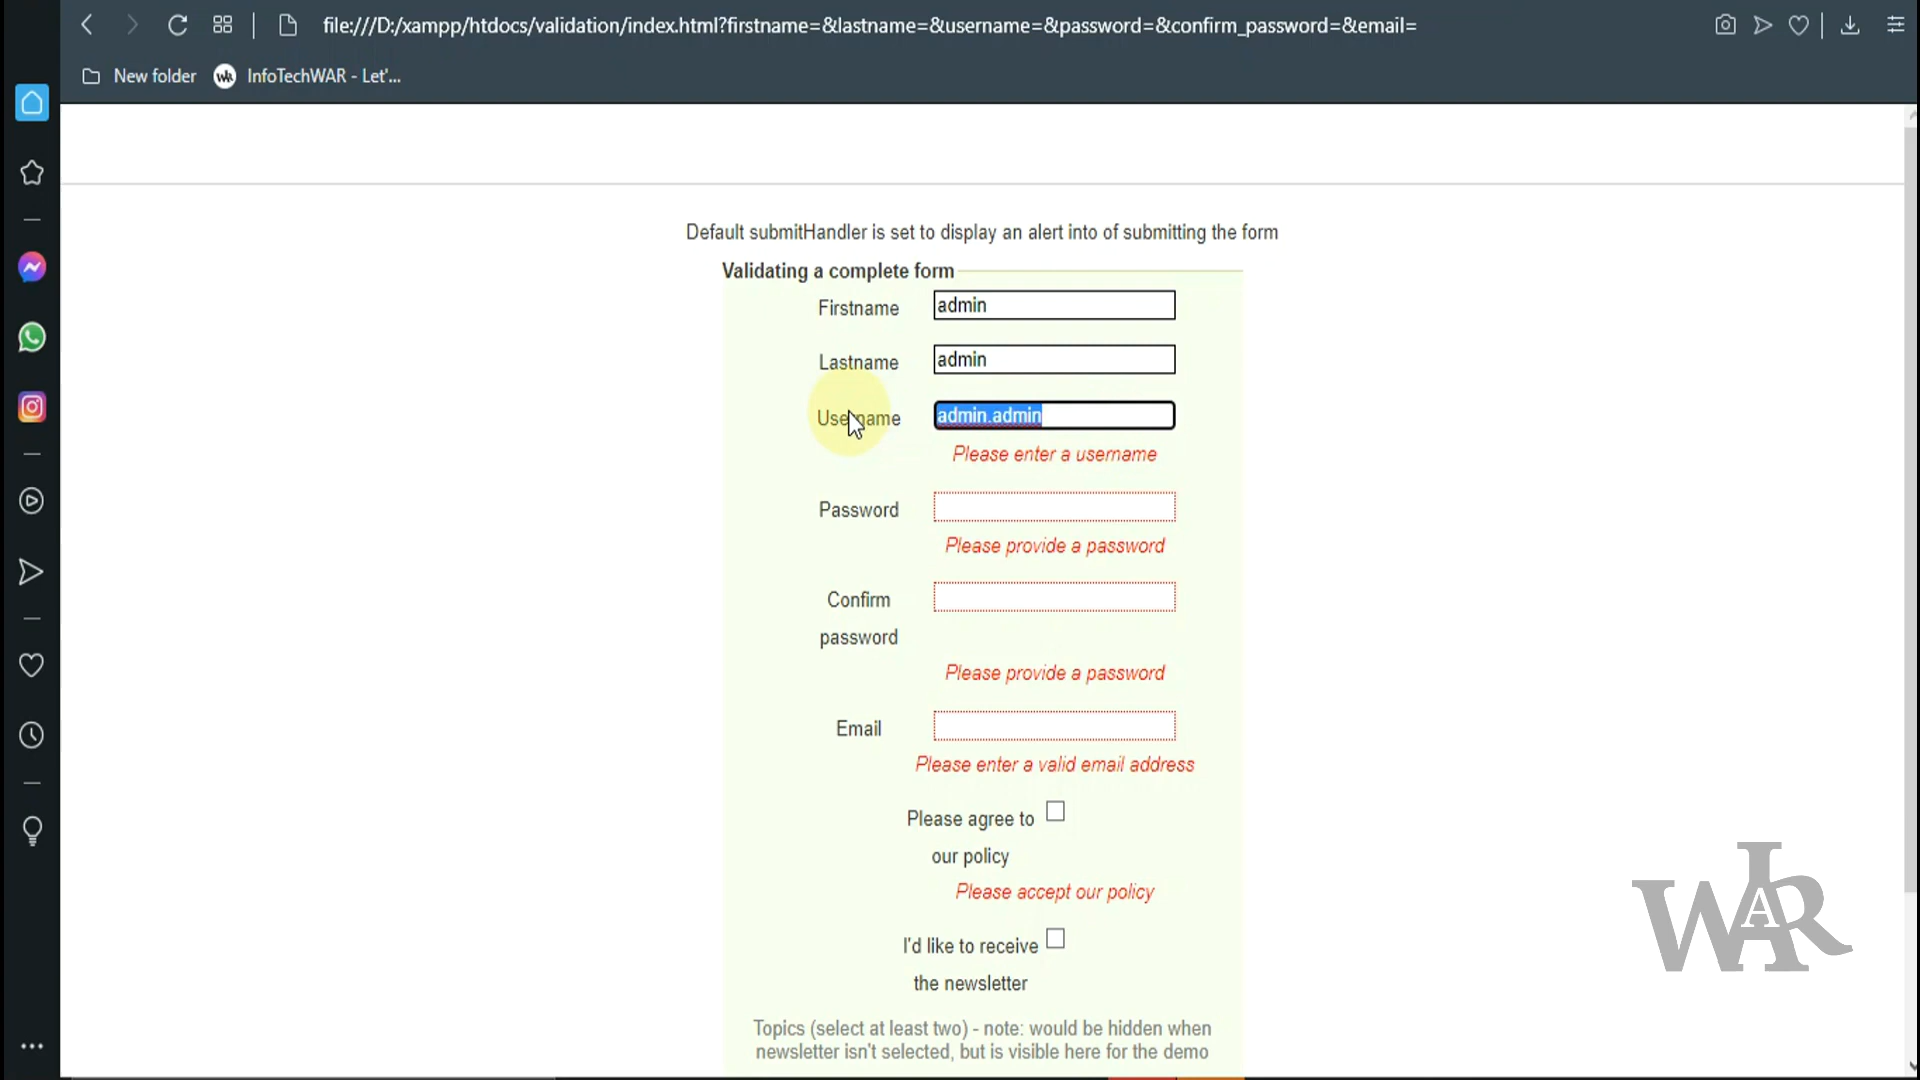 file:///D:/xampp/htdocs/validation/index.html?firstname=&lastname=&username=&password=&confirm_password=&email=
New folder
InfoTechWAR - Let'...
Default submitHandler is set to display an alert into of submitting the form
Validating a complete form
Firstname admin
Lastname admin
Username admin.admin
Please enter a username
Password
Please provide a password
Confirm
password
Please provide a password
Email
Please enter a valid email address
Please agree to
our policy
Please accept our policy
I'd like to receive
the newsletter
Topics (select at least two) - note: would be hidden when
newsletter isn't selected, but is visible here for the demo
WAR